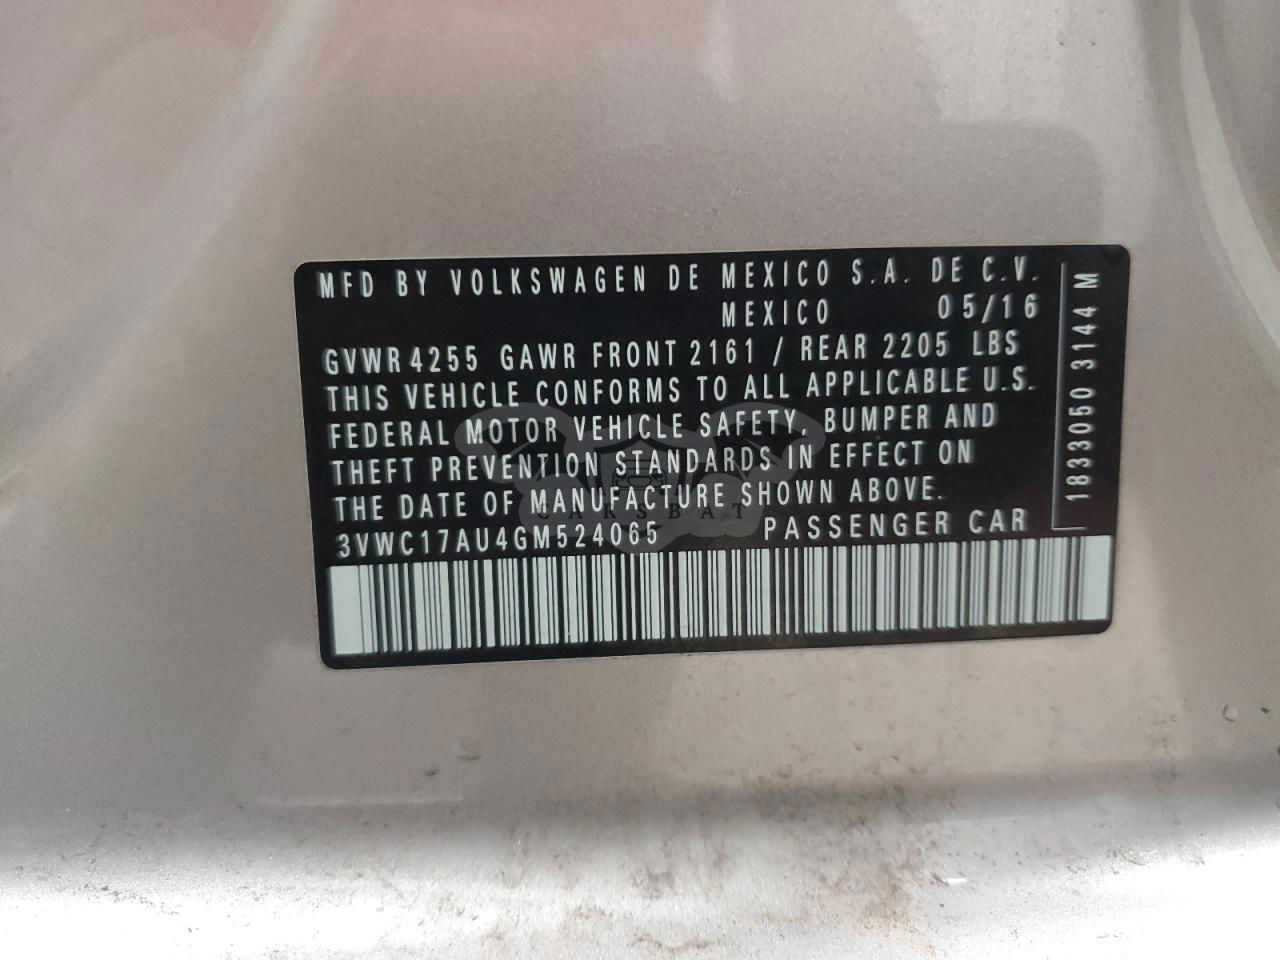 MFD BY VOLKSWAGEN DE MEXICO S.A. DE C.V.
MEXICO 05/16
GVWR 4255 GAWR FRONT 2161 / REAR 2205 LBS
THIS VEHICLE CONFORMS TO ALL APPLICABLE U.S.
FEDERAL MOTOR VEHICLE SAFETY, BUMPER AND
THEFT PREVENTION STANDARDS IN EFFECT ON
THE DATE OF MANUFACTURE SHOWN ABOVE.
3VWC17AU4GM524065 PASSENGER CAR
1833050 3144 M
CARSBAT